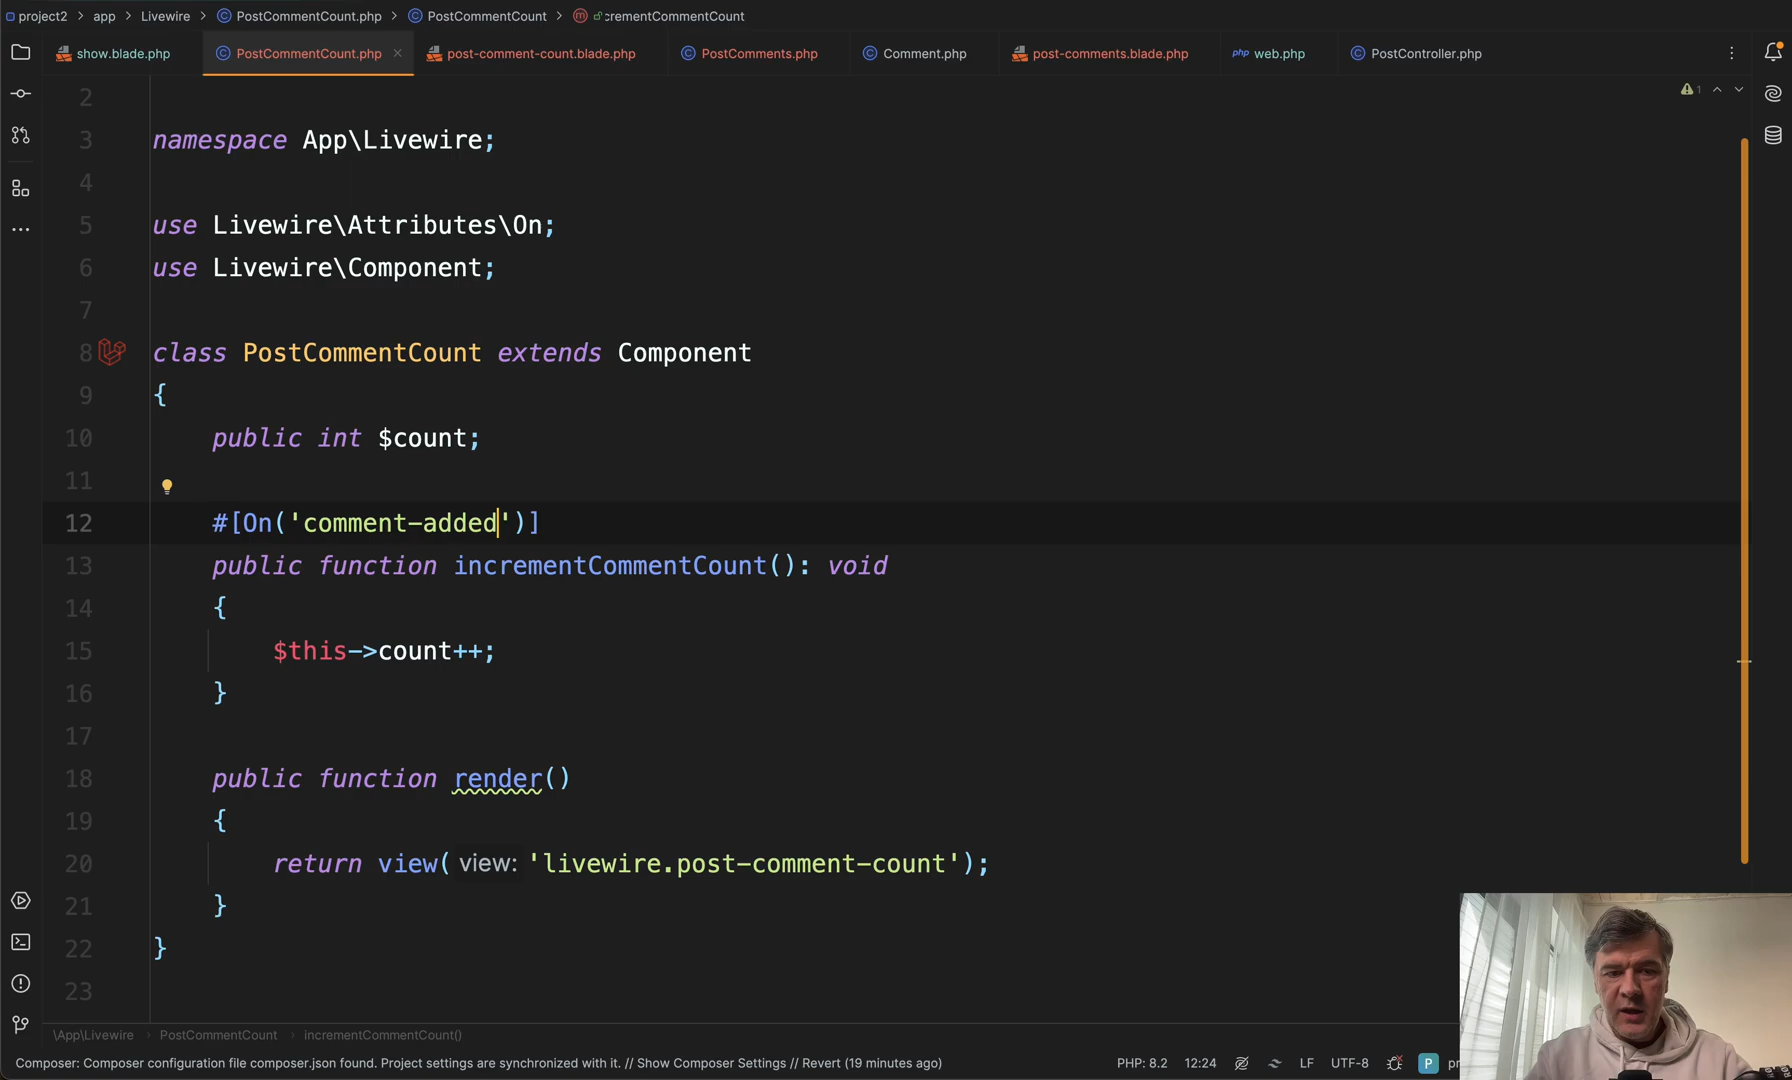 project2 > app > Livewire > PostCommentCount.php > PostCommentCount > crementCommentCount
show.blade.php PostCommentCount.php post-comment-count.blade.php PostComments.php Comment.php post-comments.blade.php php web.php PostController.php
1
2
3 namespace App\Livewire;
4
5 use Livewire\Attributes\On;
6 use Livewire\Component;
7
8 class PostCommentCount extends Component
9 {
10 public int $count;
11
12 #[On('comment-added')]
13 public function incrementCommentCount(): void
14 {
15 $this->count++;
16 }
17
18 public function render()
19 {
20 return view( view: 'livewire.post-comment-count');
21 }
22 }
23
\App\Livewire > PostCommentCount > incrementCommentCount()
Composer: Composer configuration file composer.json found. Project settings are synchronized with it. // Show Composer Settings // Revert (19 minutes ago) PHP: 8.2 12:24 LF UTF-8 P